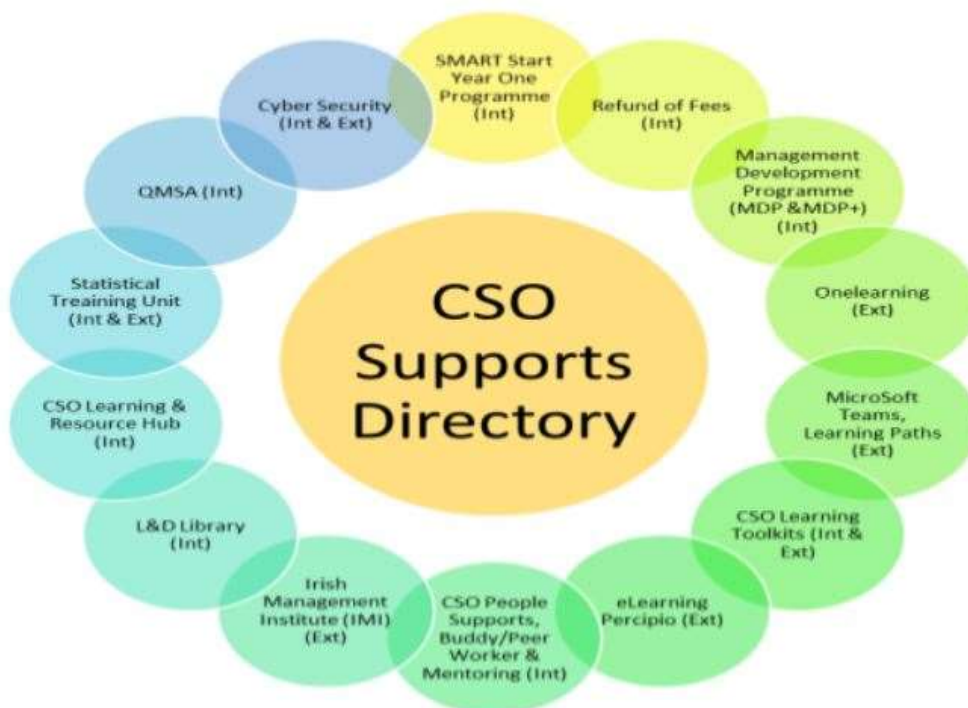 SMART Start
Year One
Programme
(Int)
Refund of Fees
(Int)
Management
Development
Programme
(MDP &MDP+)
(Int)
Onelearning
(Ext)
MicroSoft
Teams,
Learning Paths
(Ext)
CSO Learning
Toolkits (Int &
Ext)
eLearning
Percipio (Ext)
CSO People
Supports,
Buddy/Peer
Worker &
Mentoring (Int)
Irish
Management
Institute (IMI)
(Ext)
L&D Library
(Int)
CSO Learning &
Resource Hub
(Int)
Statistical
Treaining Unit
(Int & Ext)
QMSA (Int)
Cyber Security
(Int & Ext)
CSO
Supports
Directory